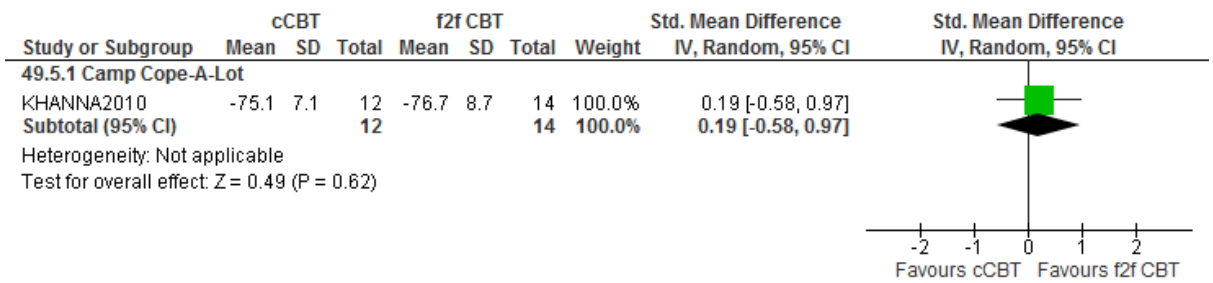 cCBT f2f CBT Std. Mean Difference Std. Mean Difference
Study or Subgroup Mean SD Total Mean SD Total Weight IV, Random, 95% CI IV, Random, 95% CI
49.5.1 Camp Cope-A-Lot
KHANNA2010 -75.1 7.1 12 -76.7 8.7 14 100.0% 0.19 [-0.58, 0.97]
Subtotal (95% CI) 12 14 100.0% 0.19 [-0.58, 0.97]
Heterogeneity: Not applicable
Test for overall effect: Z = 0.49 (P = 0.62)
-2 -1 0 1 2
Favours cCBT Favours f2f CBT